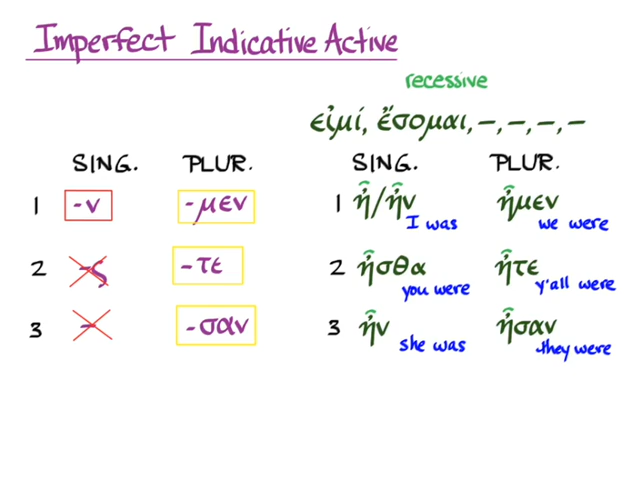 Imperfect Indicative Active
recessive
εἰμί, ἔσομαι, –, –, –, –
SING. PLUR. SING. PLUR.
1 -ν -μεν 1 ἦ/ἦν ἦμεν
I was we were
2 -ς -τε 2 ἦσθα ἦτε
you were y'all were
3 - -σαν 3 ἦν ἦσαν
she was they were